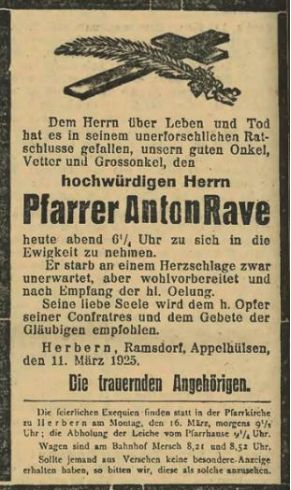 Dem Herrn über Leben und Tod
hat es in seinem unerforschlichen Rat-
schlusse gefallen, unsern guten Onkel,
Vetter und Grossonkel, den
hochwürdigen Herrn
Pfarrer Anton Rave
heute abend 6¼ Uhr zu sich in die
Ewigkeit zu nehmen.
Er starb an einem Herzschlage zwar
unerwartet, aber wohlvorbereitet und
nach Empfang der hl. Oelung.
Seine liebe Seele wird dem h. Opfer
seiner Confratres und dem Gebete der
Gläubigen empfohlen.
Herbern, Ramsdorf, Appelhülsen,
den 11. März 1925.
Die trauernden Angehörigen.
Die feierlichen Exequien finden statt in der Pfarrkirche
zu Herbern am Montag, den 16. März, morgens 9½
Uhr; die Abholung der Leiche vom Pfarrhause 9¼ Uhr.
Wagen sind am Bahnhof Mersch 8,21 und 8,52 Uhr.
Sollte jemand aus Versehen keine besondere Anzeige
erhalten haben, so bitten wir, diese als solche anzusehen.